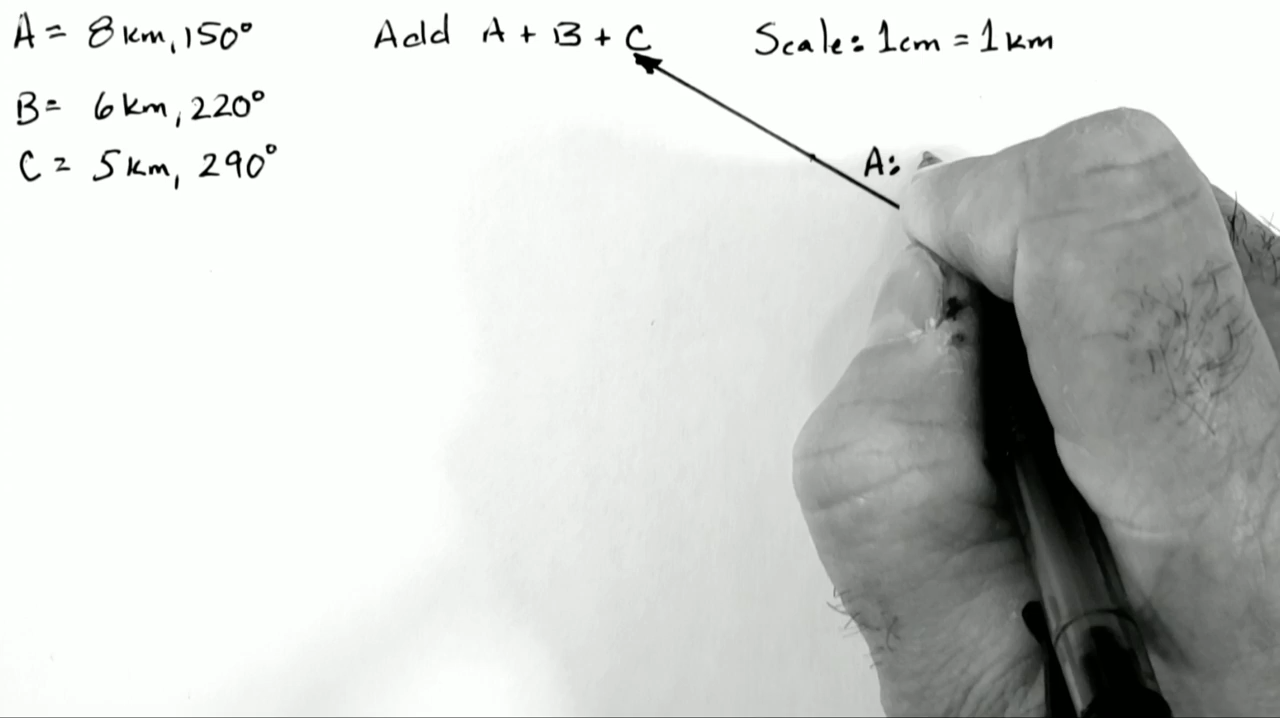 A = 8 km, 150° Add A + B + C Scale: 1cm = 1 km
B = 6 km, 220°
A:
C = 5 km, 290°